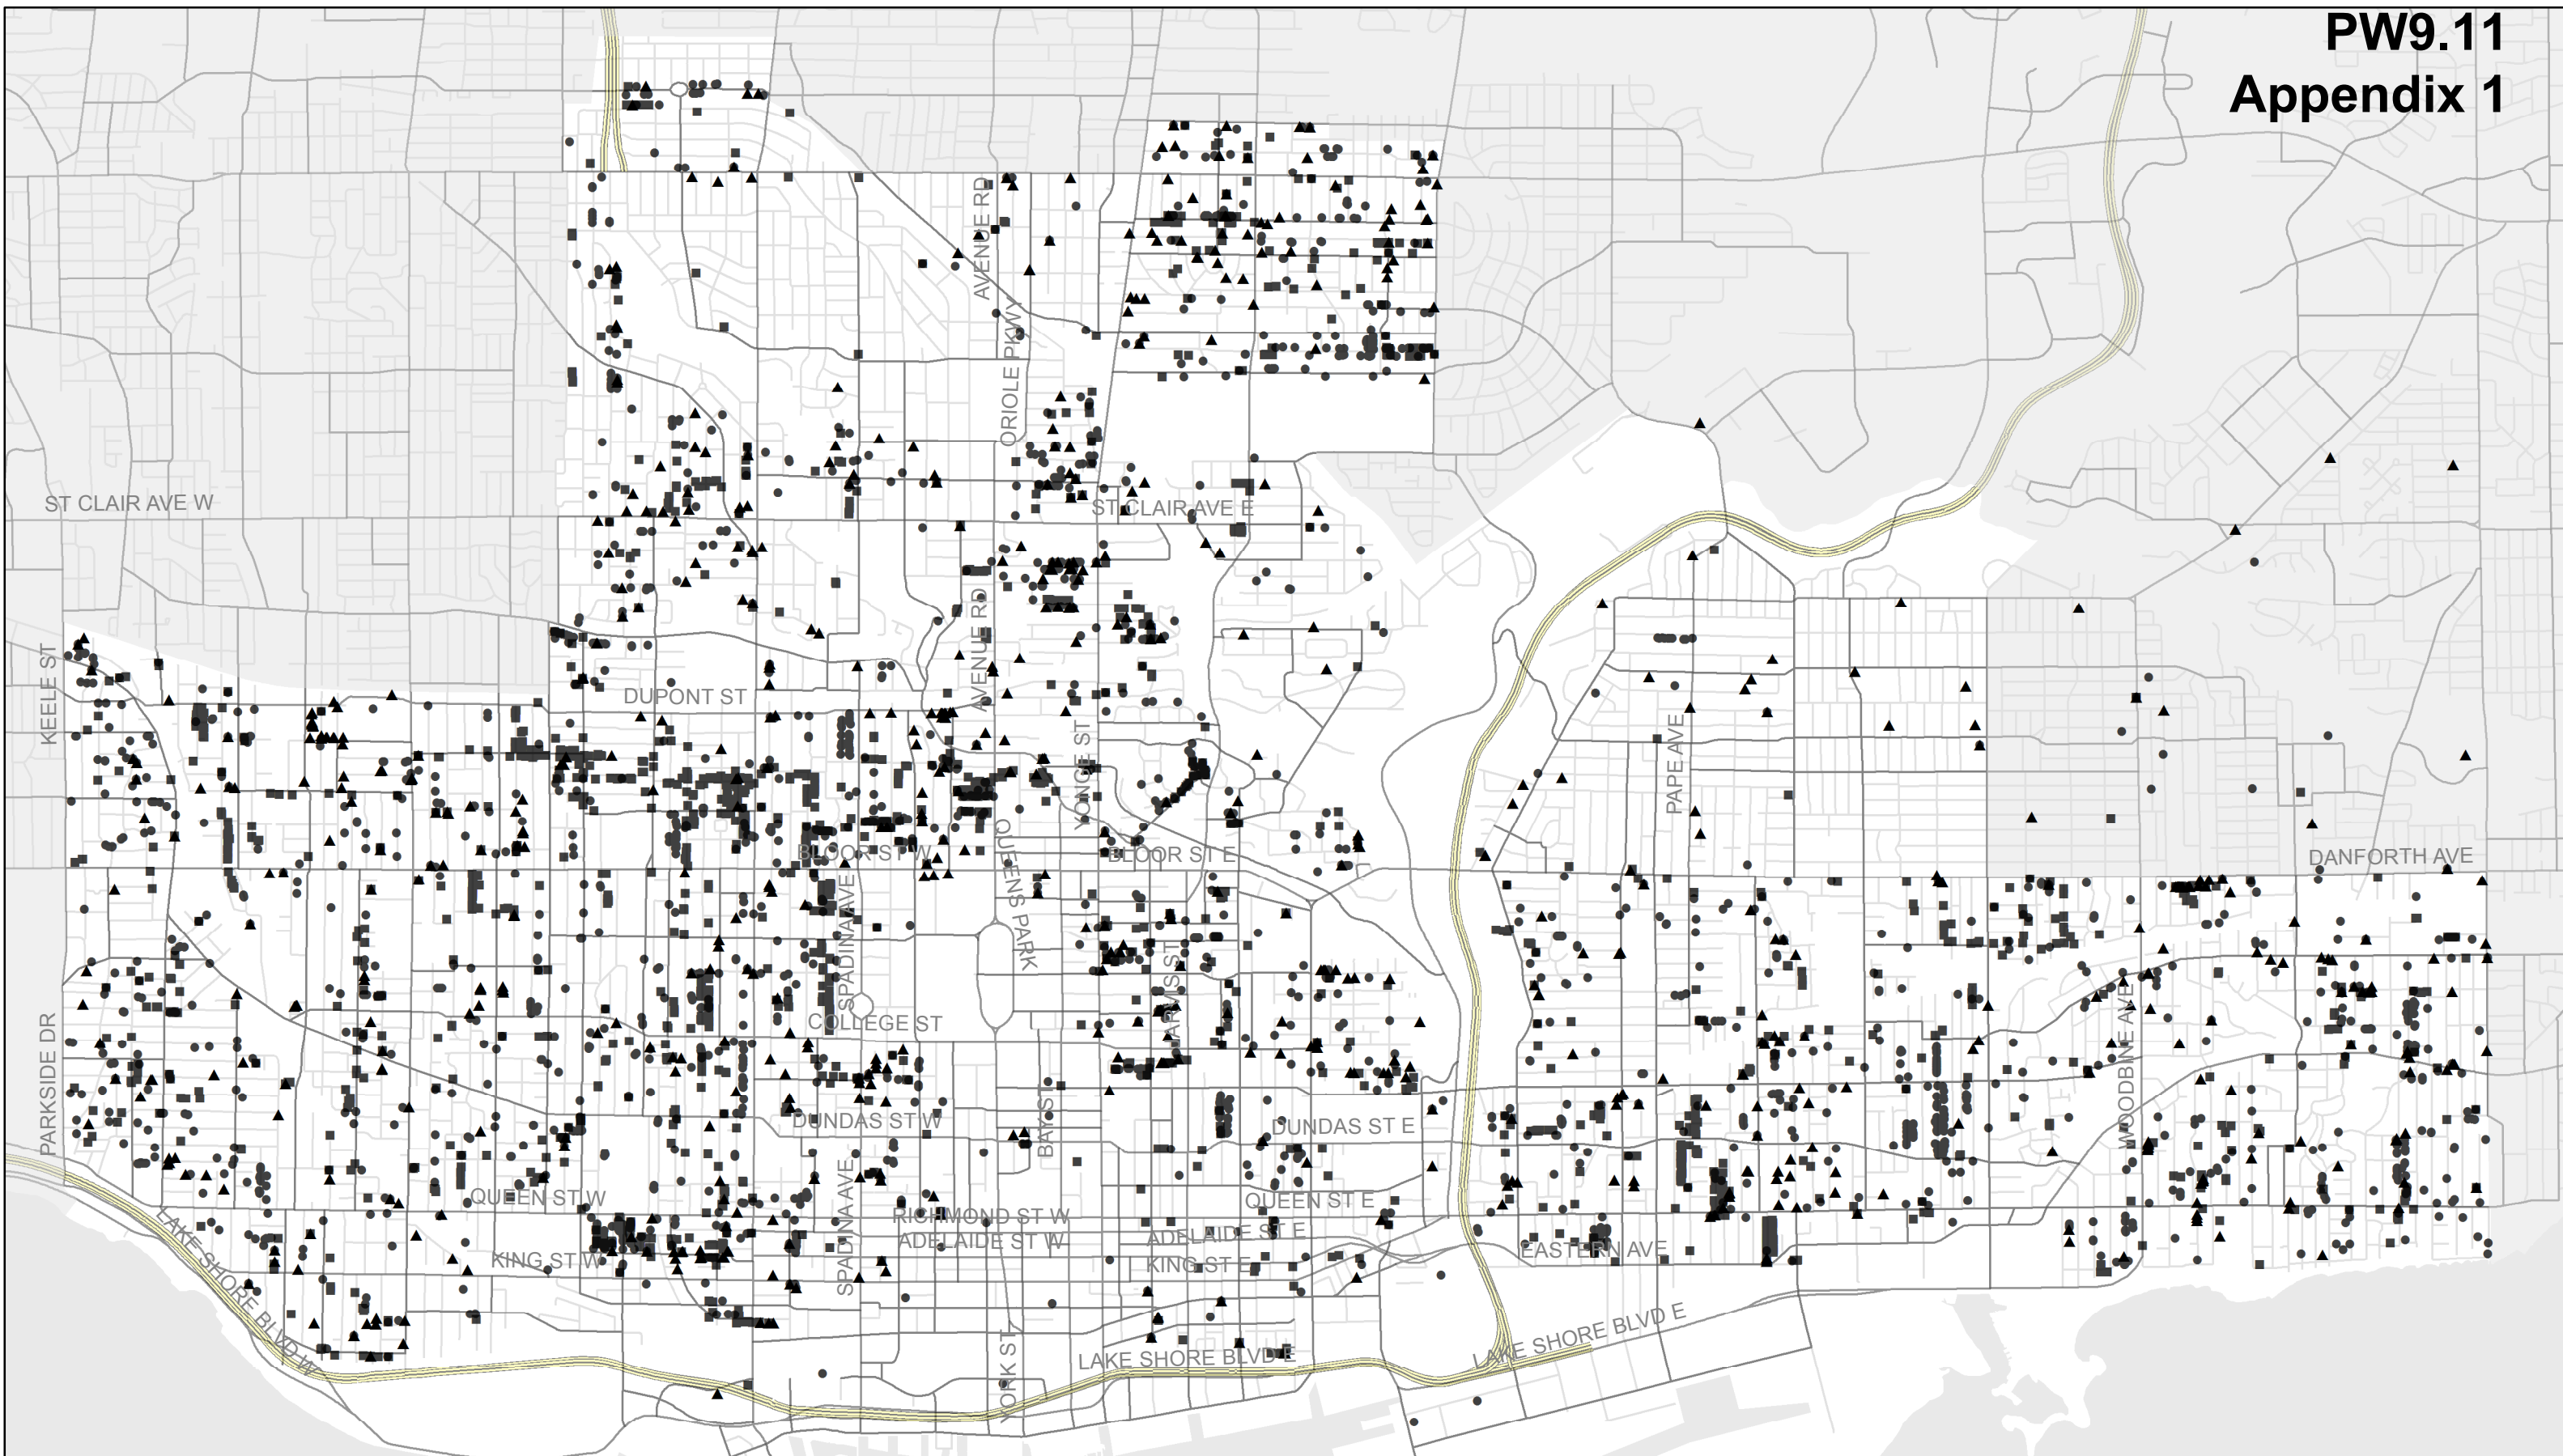 PW9.11
Appendix 1
AVENUE RD
ORIOLE PKWY
ST CLAIR AVE W
ST CLAIR AVE E
KEELE ST
AVENUE RD
DUPONT ST
YONGE ST
PAPE AVE
BLOOR ST W
QUEENS PARK
BLOOR ST E
DANFORTH AVE
SPADINA AVE
JARVIS ST
COLLEGE ST
PARKSIDE DR
WOODBINE AVE
DUNDAS ST W
BAY ST
DUNDAS ST E
QUEEN ST W
QUEEN ST E
SPADINA AVE
RICHMOND ST W
ADELAIDE ST W
ADELAIDE ST E
KING ST W
KING ST E
EASTERN AVE
LAKE SHORE BLVD W
YORK ST
LAKE SHORE BLVD E
LAKE SHORE BLVD E